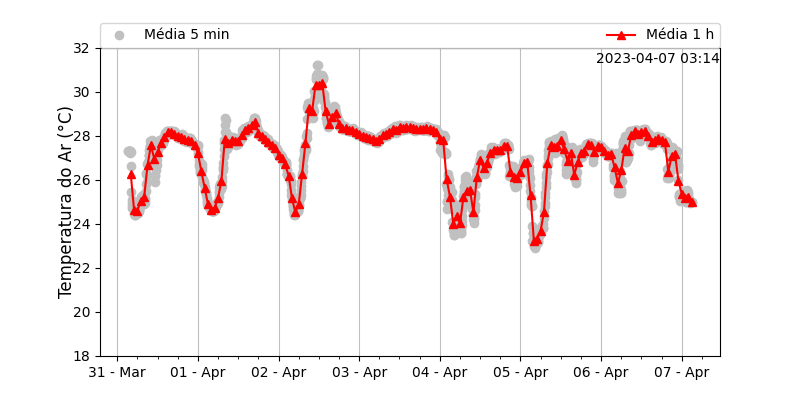 Média 5 min
Média 1 h
2023-04-07 03:14
Temperatura do Ar (°C)
32
30
28
26
24
22
20
18
31 - Mar
01 - Apr
02 - Apr
03 - Apr
04 - Apr
05 - Apr
06 - Apr
07 - Apr